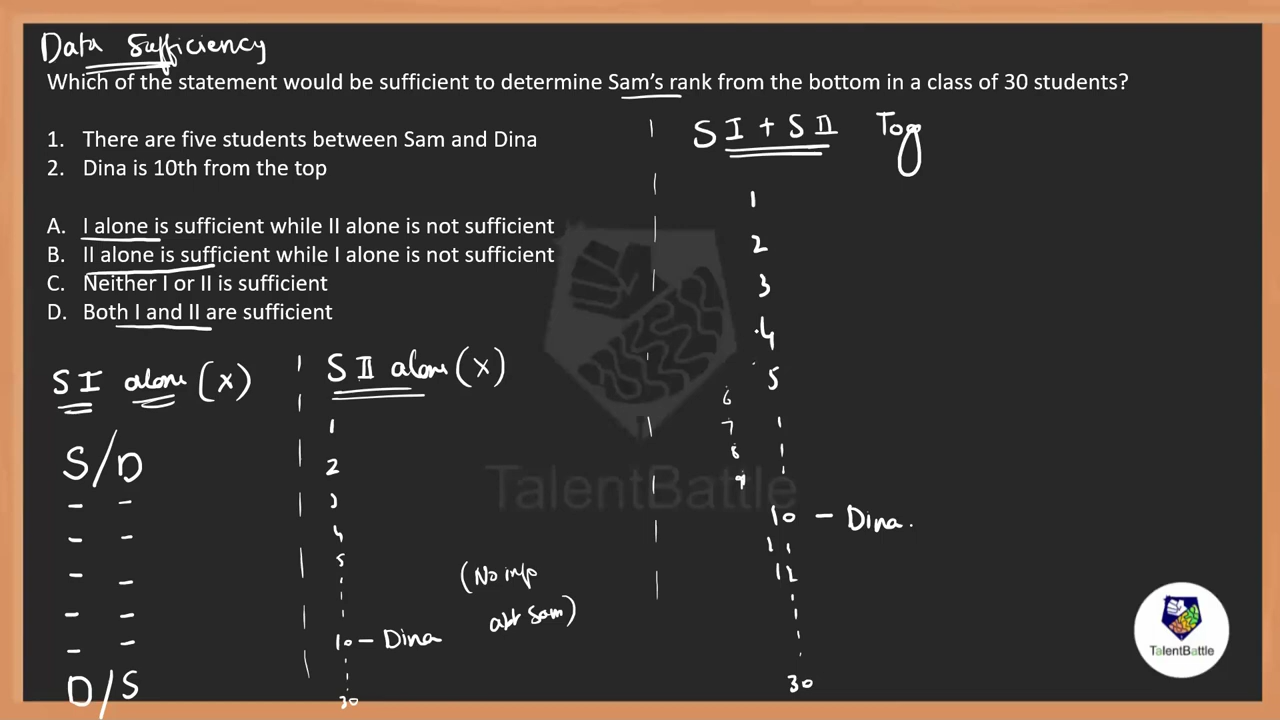 Data Sufficiency
Which of the statement would be sufficient to determine Sam's rank from the bottom in a class of 30 students?
1. There are five students between Sam and Dina
2. Dina is 10th from the top
A. I alone is sufficient while II alone is not sufficient
B. II alone is sufficient while I alone is not sufficient
C. Neither I or II is sufficient
D. Both I and II are sufficient
SI alone (x)
S/D
D/S
SII alone (x)
1
2
3
4
5
10 - Dina
30
(No info
abt Sam)
SI + SII Tog
1
2
3
4
5
6
7
8
9
10 - Dina.
11
12
30
TalentBattle
TalentBattle